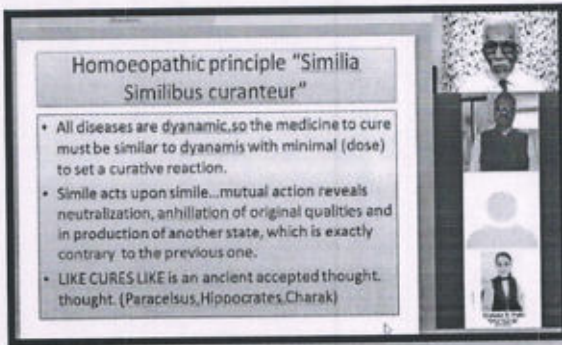 Homoeopathic principle "Similia
Similibus curanteur"
• All diseases are dyanamic,so the medicine to cure
must be similar to dyanamis with minimal (dose)
to set a curative reaction.
• Simile acts upon simile...mutual action reveals
neutralization, anhillation of original qualities and
in production of another state, which is exactly
contrary to the previous one.
• LIKE CURES LIKE is an ancient accepted thought.
thought. (Paracelsus,Hippocrates,Charak)